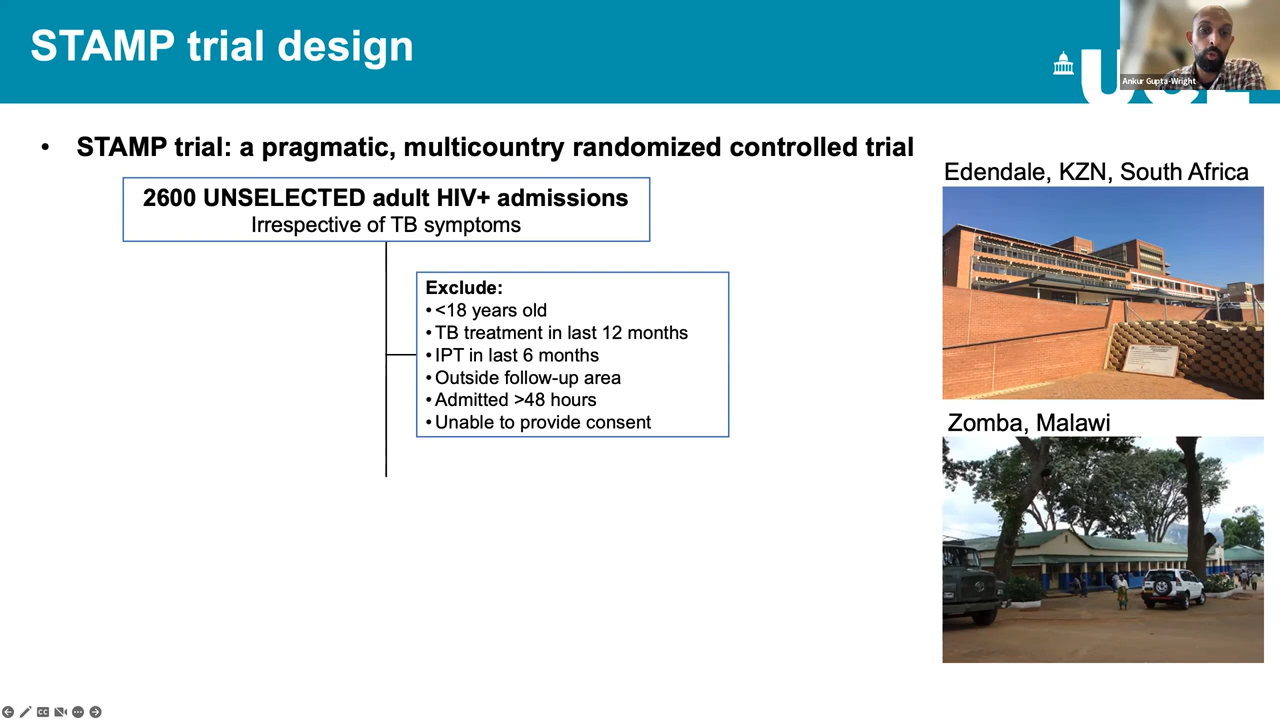 STAMP trial design
Ankur Gupta-Wright
• STAMP trial: a pragmatic, multicountry randomized controlled trial
2600 UNSELECTED adult HIV+ admissions
Irrespective of TB symptoms
Exclude:
•<18 years old
•TB treatment in last 12 months
•IPT in last 6 months
•Outside follow-up area
•Admitted >48 hours
•Unable to provide consent
Edendale, KZN, South Africa
Zomba, Malawi